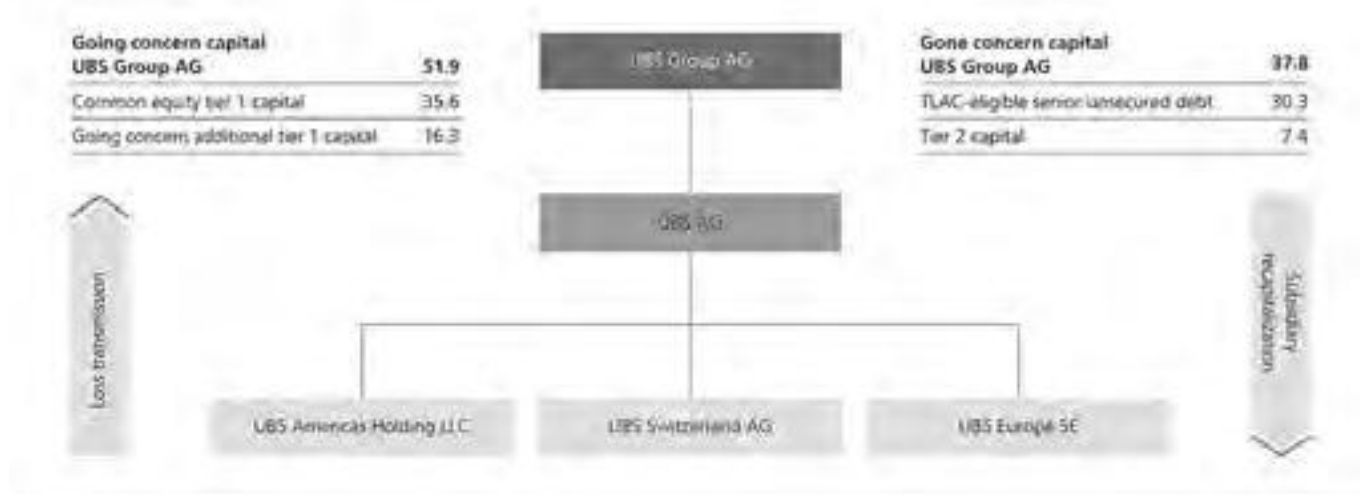 Going concern capital
UBS Group AG 51.9
Common equity tier 1 capital 35.6
Going concern additional tier 1 capital 16.3
UBS Group AG
Gone concern capital
UBS Group AG 37.8
TLAC-eligible senior unsecured debt 30.3
Tier 2 capital 7.4
UBS AG
Loss transmission
Subsidiary
recapitalization
UBS Americas Holding LLC
UBS Switzerland AG
UBS Europe SE